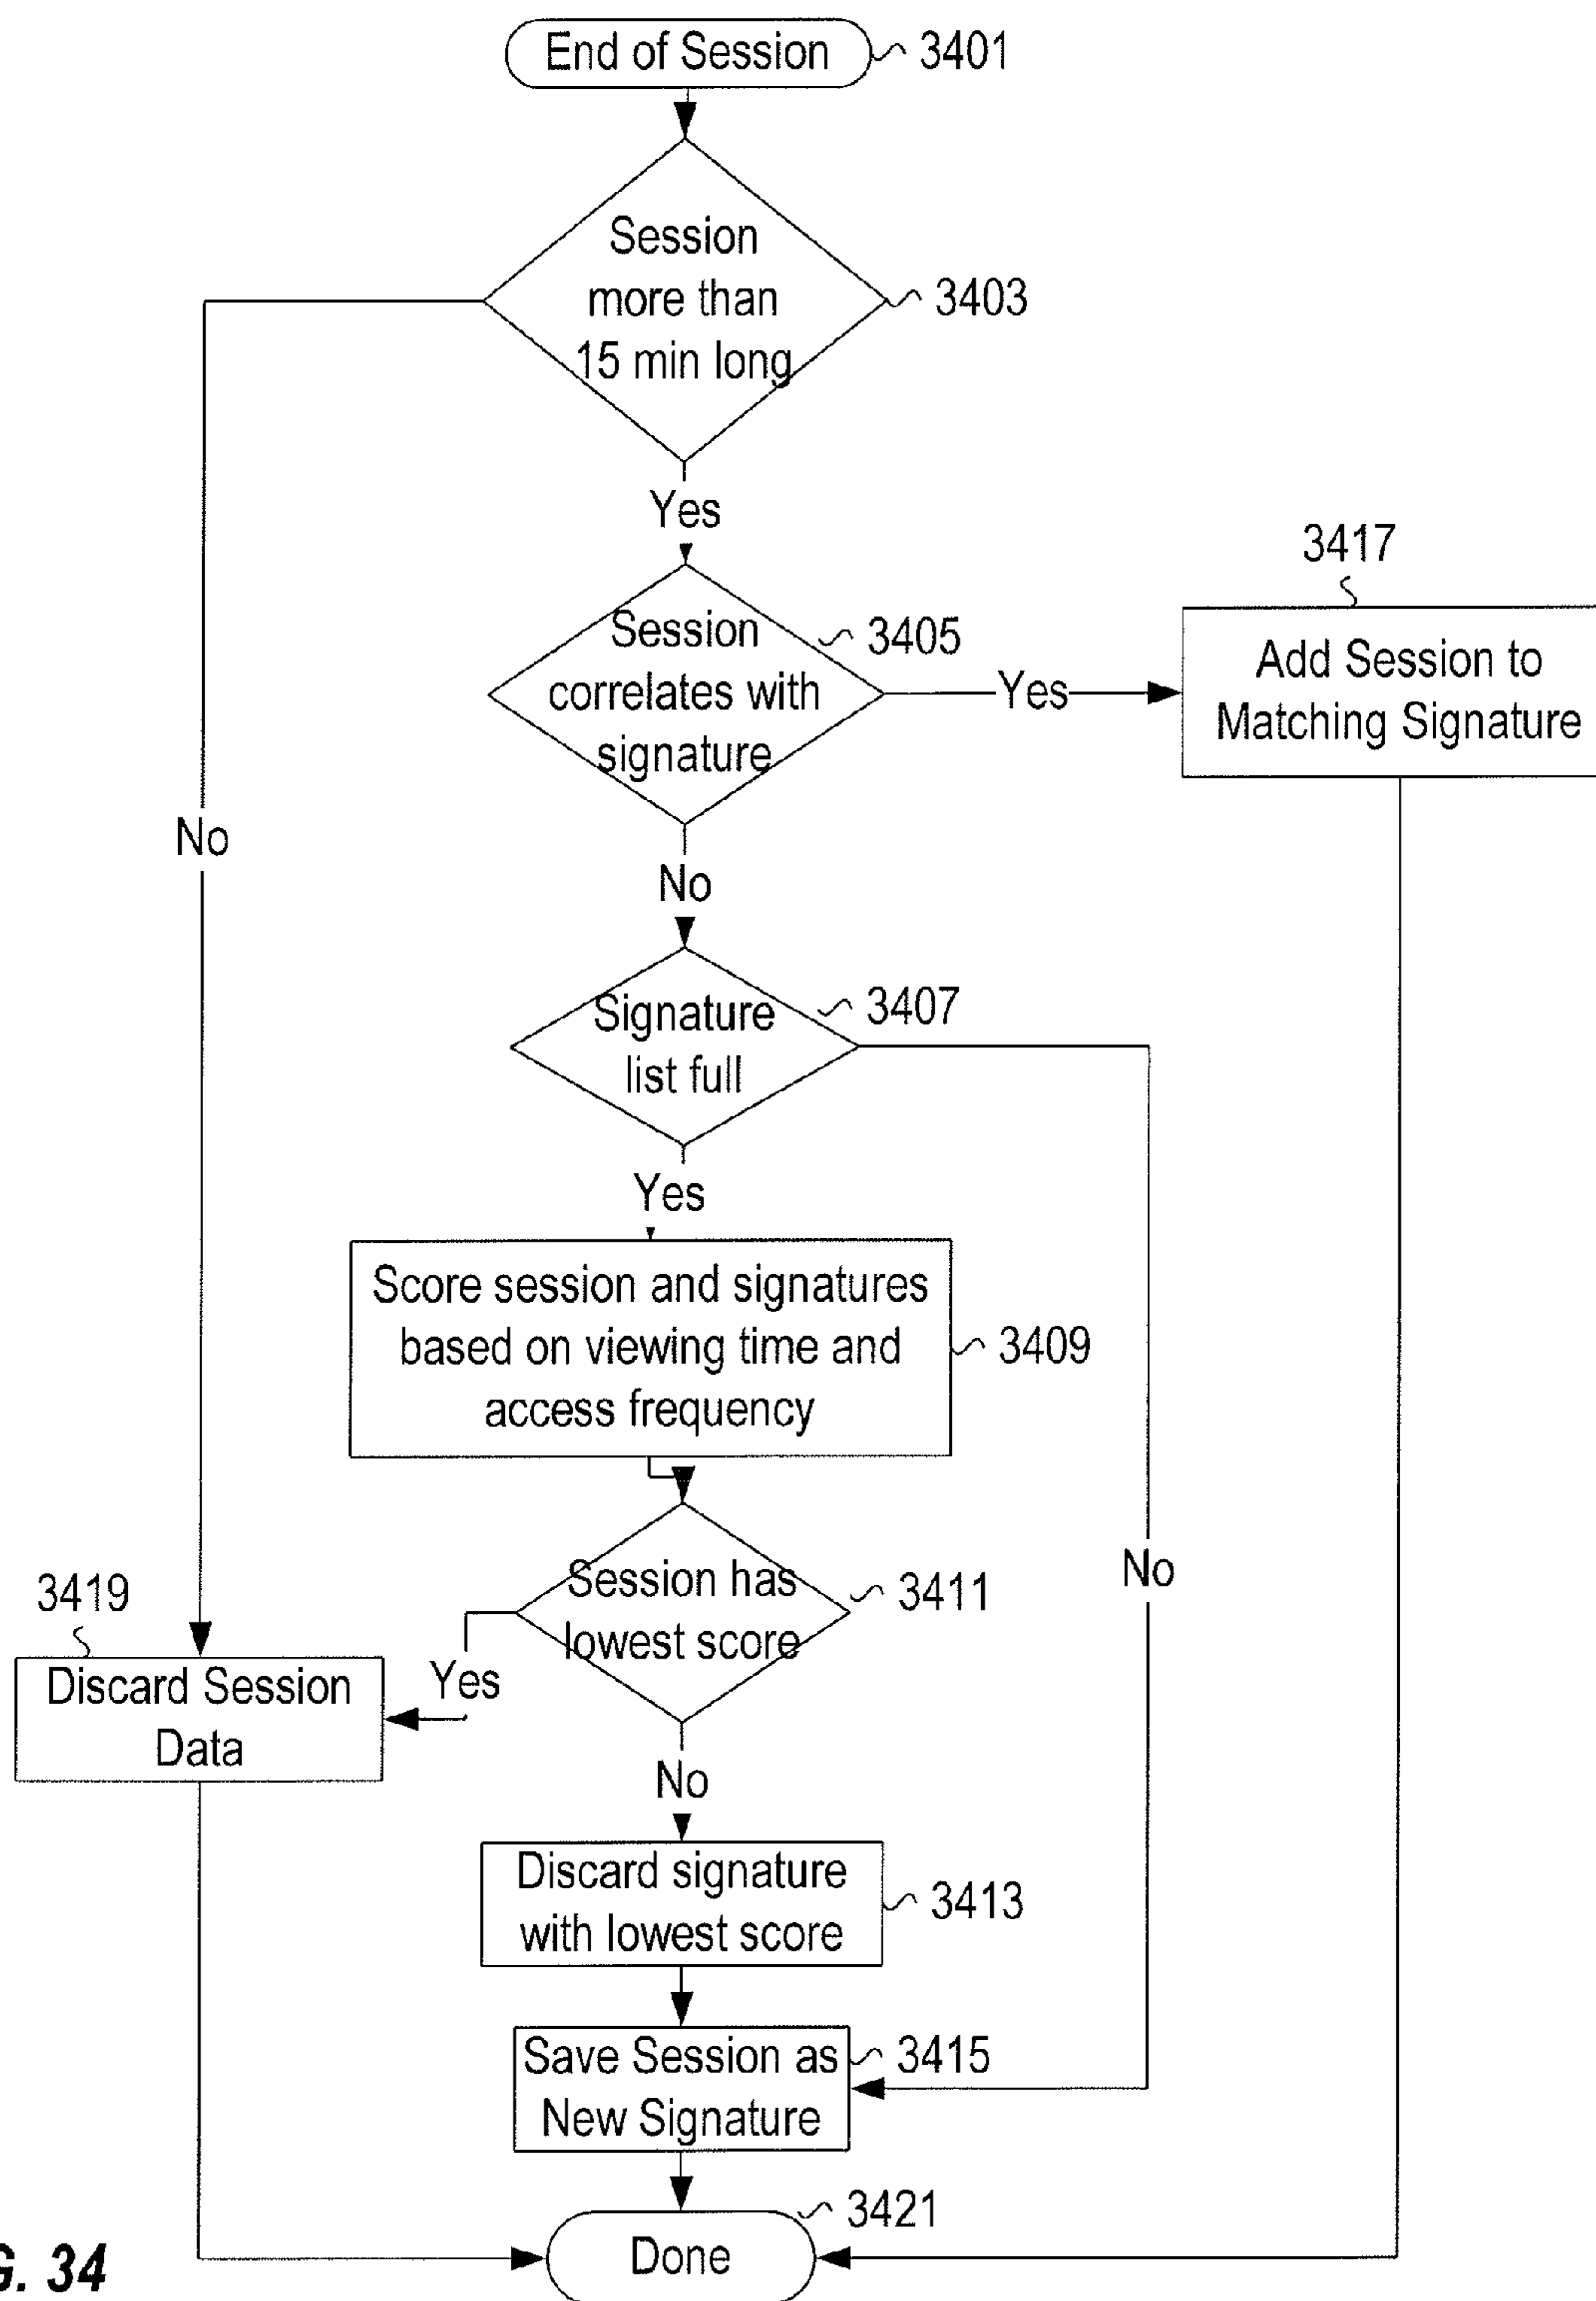 End of Session
3401
Session
more than
15 min long
3403
Yes
3417
Session
correlates with
signature
3405
Yes
Add Session to
Matching Signature
No
No
Signature
list full
3407
Yes
Score session and signatures
based on viewing time and
access frequency
3409
No
3419
Session has
lowest score
3411
Discard Session
Data
Yes
No
Discard signature
with lowest score
3413
Save Session as
New Signature
3415
3421
Done
G. 34